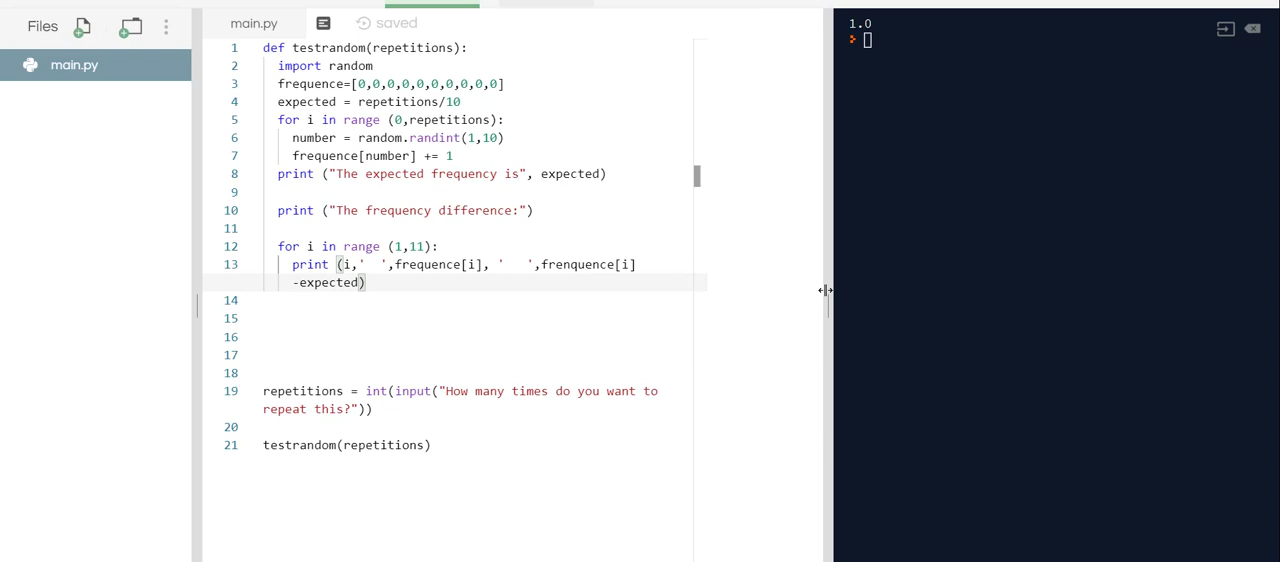 Files
main.py
main.py
saved
1 def testrandom(repetitions):
2 import random
3 frequence=[0,0,0,0,0,0,0,0,0,0]
4 expected = repetitions/10
5 for i in range (0,repetitions):
6 number = random.randint(1,10)
7 frequence[number] += 1
8 print ("The expected frequency is", expected)
9
10 print ("The frequency difference:")
11
12 for i in range (1,11):
13 print (i,'  ',frequence[i], '   ',frenquence[i]
-expected)
14
15
16
17
18
19 repetitions = int(input("How many times do you want to
repeat this?"))
20
21 testrandom(repetitions)
1.0